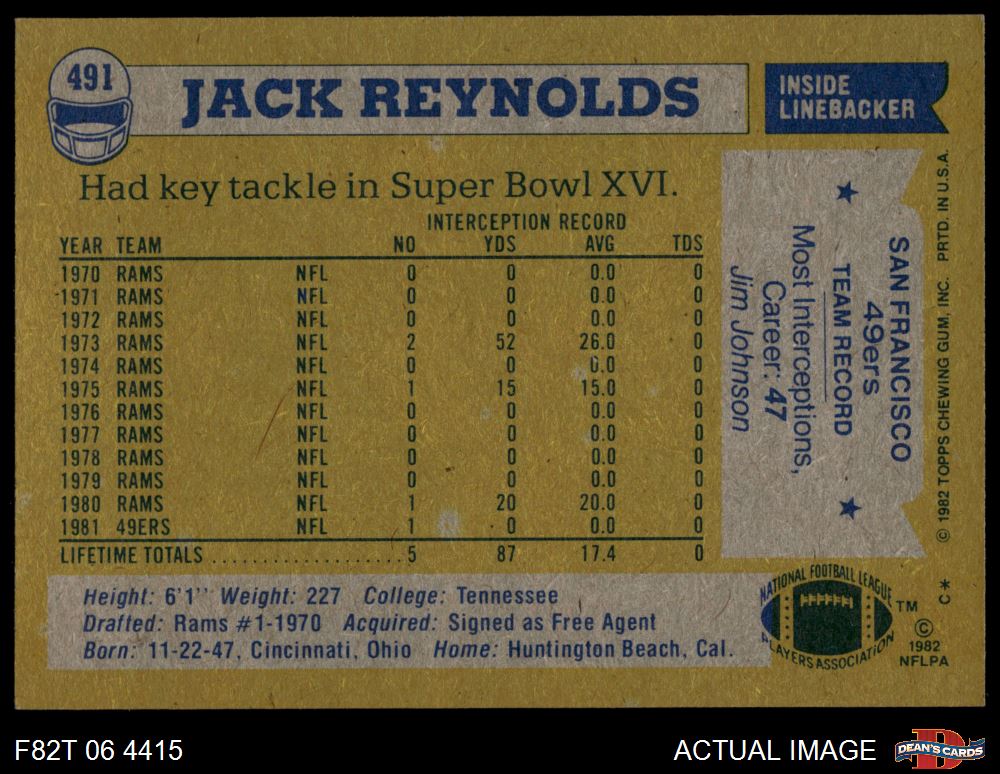 491
JACK REYNOLDS
INSIDE
LINEBACKER
Had key tackle in Super Bowl XVI.
INTERCEPTION RECORD
YEAR TEAM NO YDS AVG TDS
1970 RAMS NFL 0 0 0.0 0
1971 RAMS NFL 0 0 0.0 0
1972 RAMS NFL 0 0 0.0 0
1973 RAMS NFL 2 52 26.0 0
1974 RAMS NFL 0 0 0.0 0
1975 RAMS NFL 1 15 15.0 0
1976 RAMS NFL 0 0 0.0 0
1977 RAMS NFL 0 0 0.0 0
1978 RAMS NFL 0 0 0.0 0
1979 RAMS NFL 0 0 0.0 0
1980 RAMS NFL 1 20 20.0 0
1981 49ERS NFL 1 0 0.0 0
LIFETIME TOTALS ...................5 87 17.4 0
SAN FRANCISCO
49ers
TEAM RECORD
Most Interceptions,
Career: 47
Jim Johnson
© 1982 TOPPS CHEWING GUM, INC. PRTD. IN U.S.A.
Height: 6'1" Weight: 227 College: Tennessee
Drafted: Rams #1-1970 Acquired: Signed as Free Agent
Born: 11-22-47, Cincinnati, Ohio Home: Huntington Beach, Cal.
NATIONAL FOOTBALL LEAGUE
PLAYERS ASSOCIATION
TM
C*
©
1982
NFLPA
F82T 06 4415
ACTUAL IMAGE
DEAN'S CARDS